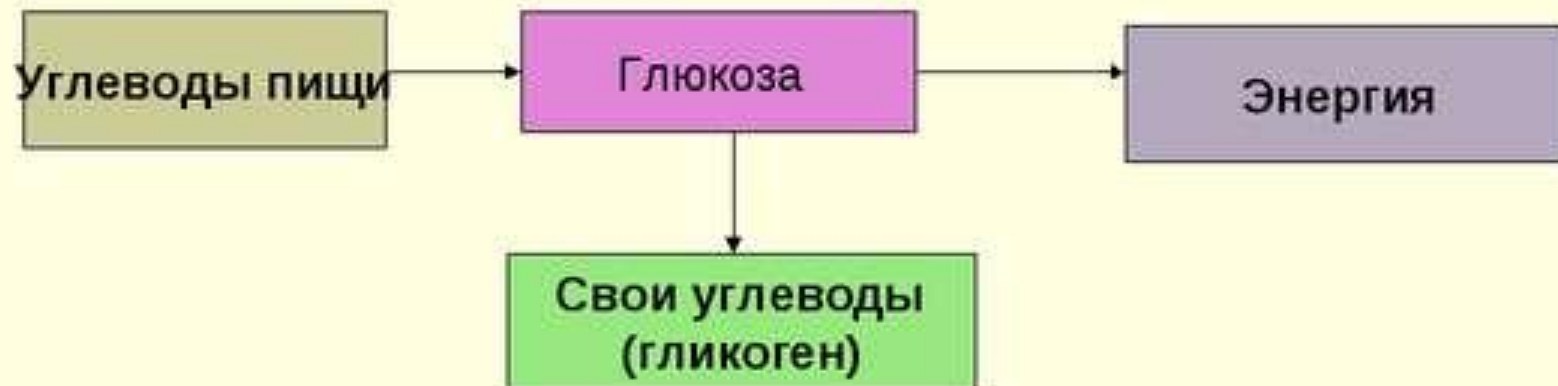 Углеводы пищи
Глюкоза
Энергия
Свои углеводы
(гликоген)